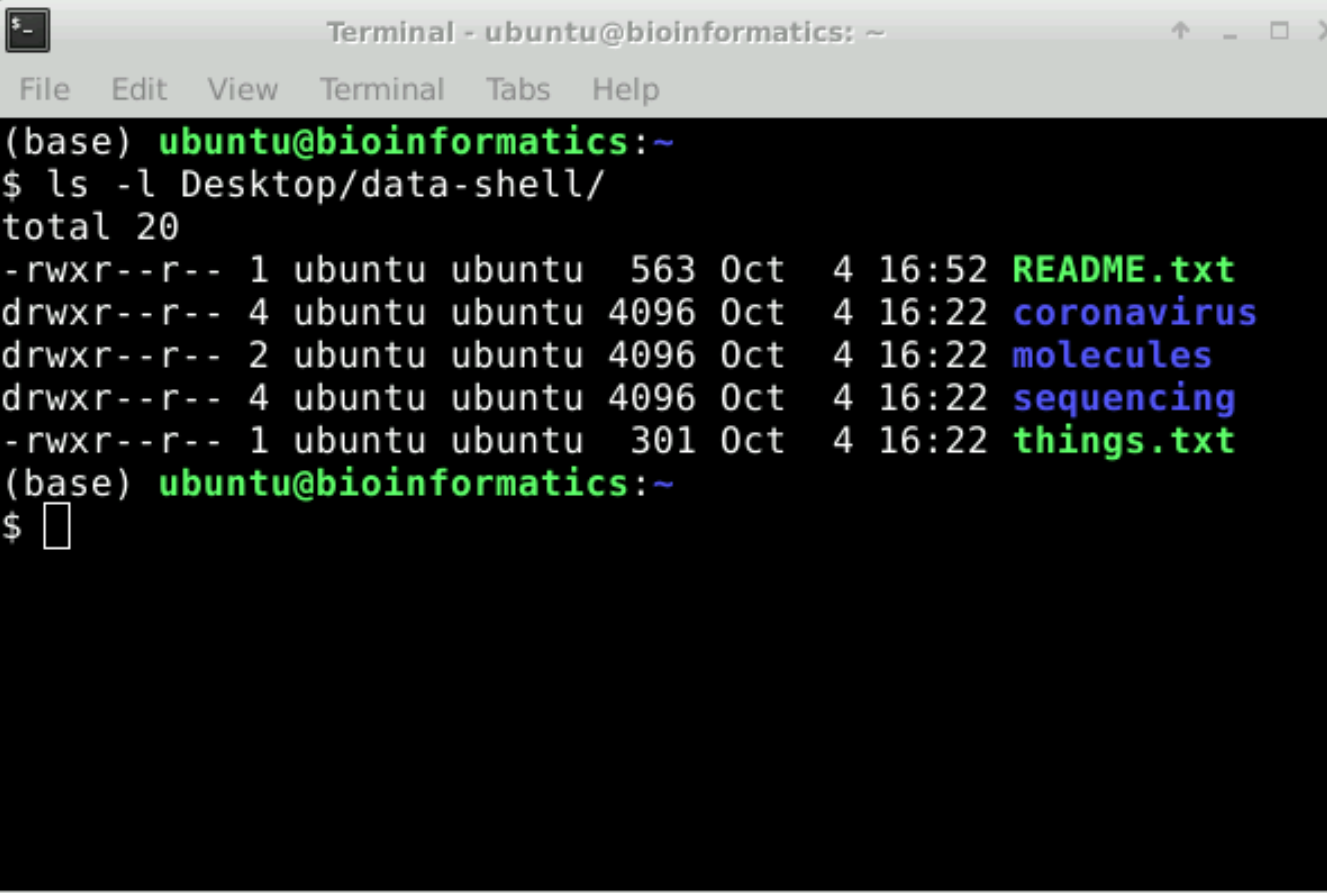 $_
Terminal - ubuntu@bioinformatics: ~
File Edit View Terminal Tabs Help
(base) ubuntu@bioinformatics:~
$ ls -l Desktop/data-shell/
total 20
-rwxr--r-- 1 ubuntu ubuntu  563 Oct  4 16:52 README.txt
drwxr--r-- 4 ubuntu ubuntu 4096 Oct  4 16:22 coronavirus
drwxr--r-- 2 ubuntu ubuntu 4096 Oct  4 16:22 molecules
drwxr--r-- 4 ubuntu ubuntu 4096 Oct  4 16:22 sequencing
-rwxr--r-- 1 ubuntu ubuntu  301 Oct  4 16:22 things.txt
(base) ubuntu@bioinformatics:~
$